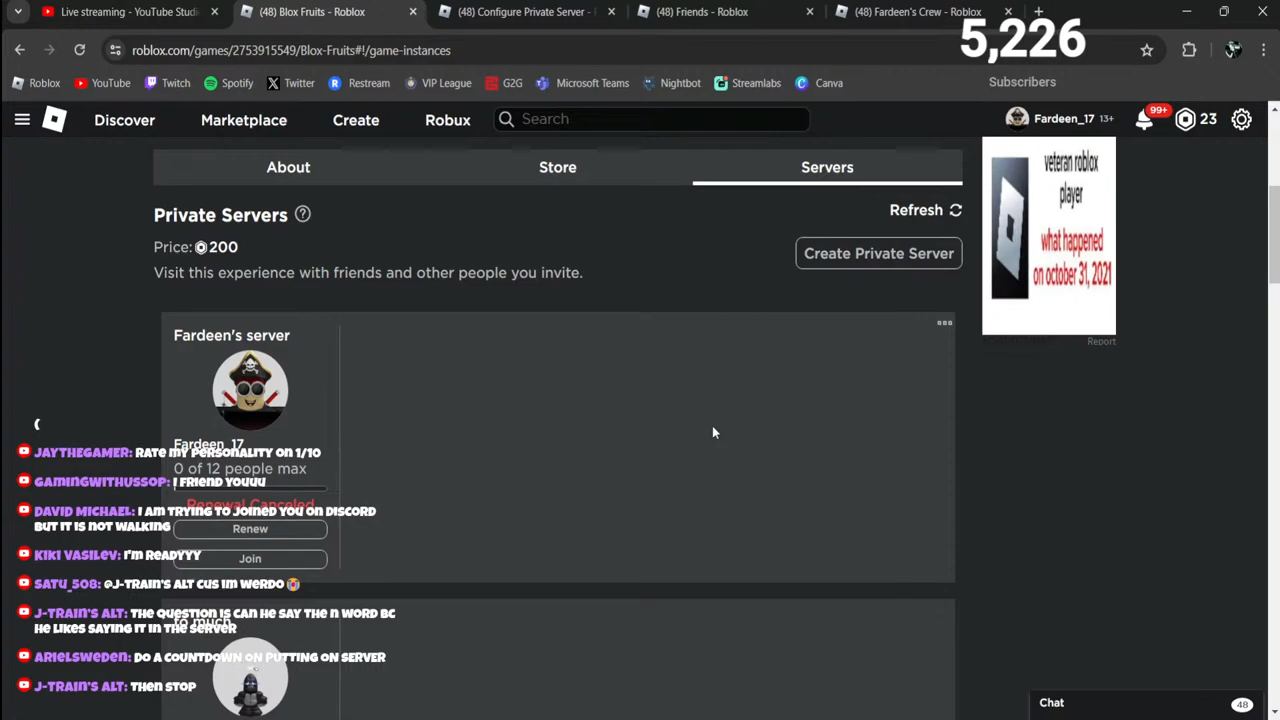 Live streaming - YouTube Studi
(48) Blox Fruits - Roblox
(48) Configure Private Server -
(48) Friends - Roblox
(48) Fardeen's Crew - Roblox
roblox.com/games/2753915549/Blox-Fruits#!/game-instances
5,226
Subscribers
Roblox
YouTube
Twitch
Spotify
Twitter
Restream
VIP Leed
G2G
Microsoft Teams
Nightbot
Streamlabs
Canva
Discover
Marketplace
Create
Robux
Search
Fardeen_17 13+
99+
23
About
Store
Servers
Private Servers
Refresh
Price: 200
Create Private Server
Visit this experience with friends and other people you invite.
veteran roblox
player
what happened
on october 31, 2021
Report
Fardeen's server
Fardeen_17
0 of 12 people max
Renewal Canceled
Renew
Join
to much
JAYTHEGAMER: RATE MY PERSONALITY ON 1/10
GAMINGWITHUSSOP: I FRIEND YOUUU
DAVID MICHAEL: I AM TRYING TO JOINED YOU ON DISCORD
BUT IT IS NOT WALKING
KIKI VASILEV: I'M READYYY
SATU_508: @J-TRAIN'S ALT CUS IM WERDO 😭
J-TRAIN'S ALT: THE QUESTION IS CAN HE SAY THE N WORD BC
HE LIKES SAYING IT IN THE SERVER
ARIELSWEDEN: DO A COUNTDOWN ON PUTTING ON SERVER
J-TRAIN'S ALT: THEN STOP
Chat
48